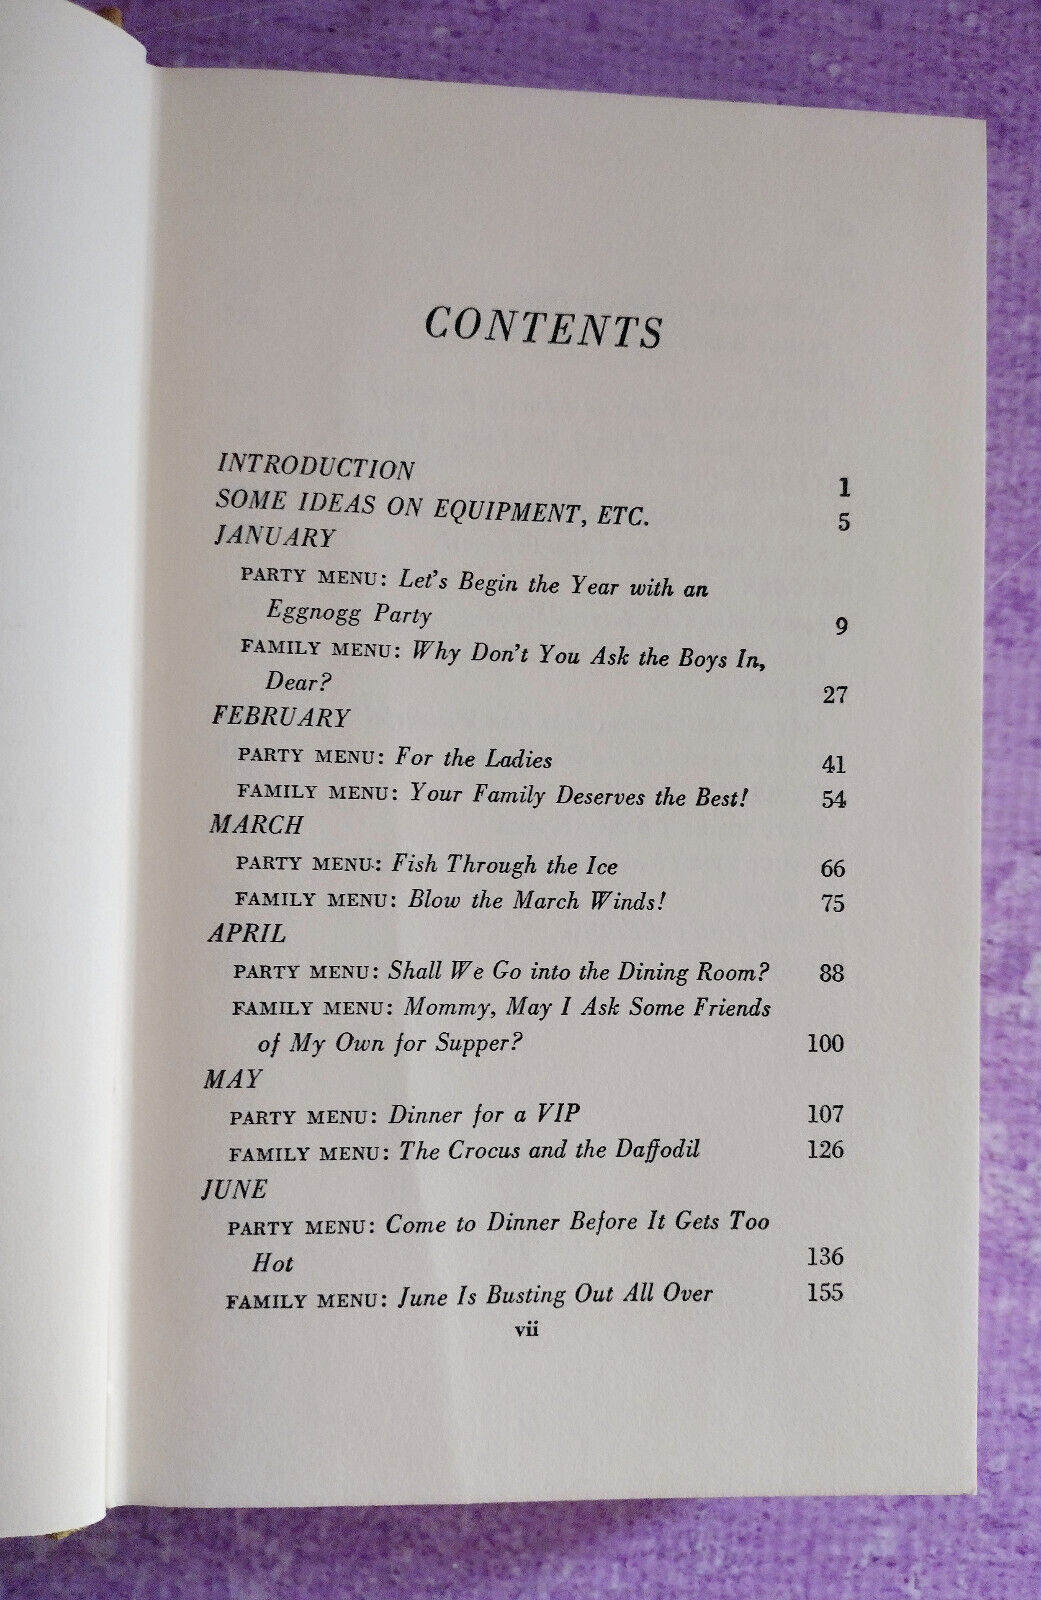 CONTENTS
INTRODUCTION 1
SOME IDEAS ON EQUIPMENT, ETC. 5
JANUARY
PARTY MENU: Let's Begin the Year with an
Eggnogg Party 9
FAMILY MENU: Why Don't You Ask the Boys In,
Dear? 27
FEBRUARY
PARTY MENU: For the Ladies 41
FAMILY MENU: Your Family Deserves the Best! 54
MARCH
PARTY MENU: Fish Through the Ice 66
FAMILY MENU: Blow the March Winds! 75
APRIL
PARTY MENU: Shall We Go into the Dining Room? 88
FAMILY MENU: Mommy, May I Ask Some Friends
of My Own for Supper? 100
MAY
PARTY MENU: Dinner for a VIP 107
FAMILY MENU: The Crocus and the Daffodil 126
JUNE
PARTY MENU: Come to Dinner Before It Gets Too
Hot 136
FAMILY MENU: June Is Busting Out All Over 155
vii